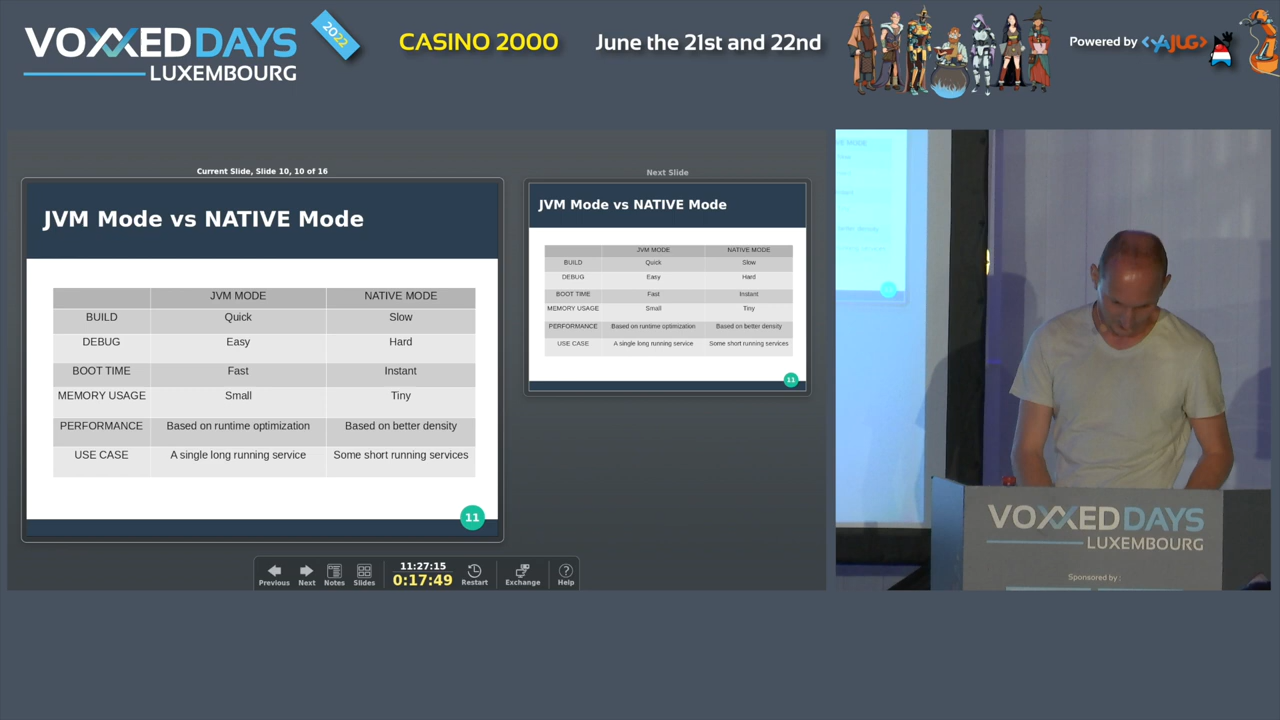 VOXXED DAYS
LUXEMBOURG
2022
CASINO 2000
June the 21st and 22nd
Powered by <YAJUG>
Current Slide, Slide 10, 10 of 16
JVM Mode vs NATIVE Mode
JVM MODE NATIVE MODE
BUILD Quick Slow
DEBUG Easy Hard
BOOT TIME Fast Instant
MEMORY USAGE Small Tiny
PERFORMANCE Based on runtime optimization Based on better density
USE CASE A single long running service Some short running services
11
Next Slide
JVM Mode vs NATIVE Mode
JVM MODE NATIVE MODE
BUILD Quick Slow
DEBUG Easy Hard
BOOT TIME Fast Instant
MEMORY USAGE Small Tiny
PERFORMANCE Based on runtime optimization Based on better density
USE CASE A single long running service Some short running services
11
Previous Next Notes Slides
11:27:15
0:17:49
Restart Exchange Help
VOXXED DAYS
LUXEMBOURG
Sponsored by :